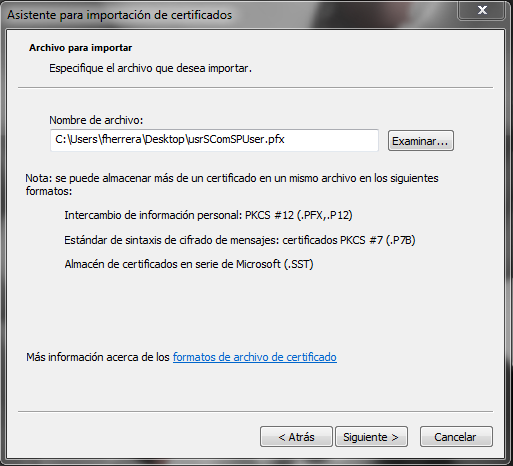 Asistente para importación de certificados
X
Archivo para importar
Especifique el archivo que desea importar.
Nombre de archivo:
C:\Users\fherrera\Desktop\usrSComSPUser.pfx
Examinar...
Nota: se puede almacenar más de un certificado en un mismo archivo en los siguientes
formatos:
Intercambio de información personal: PKCS #12 (.PFX,.P12)
Estándar de sintaxis de cifrado de mensajes: certificados PKCS #7 (.P7B)
Almacén de certificados en serie de Microsoft (.SST)
Más información acerca de los formatos de archivo de certificado
< Atrás Siguiente > Cancelar